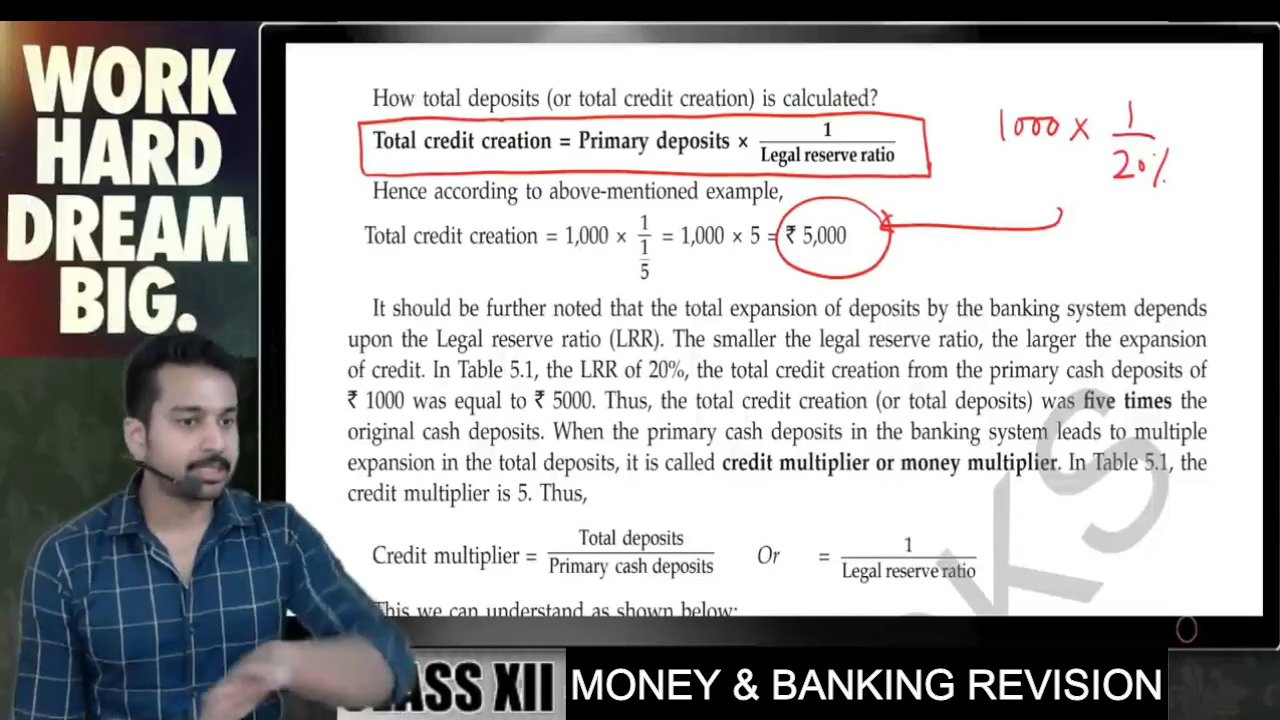 WORK
HARD
DREAM
BIG.
How total deposits (or total credit creation) is calculated?
Total credit creation = Primary deposits × 1 / Legal reserve ratio
1000 × 1 / 20%
Hence according to above-mentioned example,
Total credit creation = 1,000 × 1 / 1/5 = 1,000 × 5 = ₹ 5,000
It should be further noted that the total expansion of deposits by the banking system depends
upon the Legal reserve ratio (LRR). The smaller the legal reserve ratio, the larger the expansion
of credit. In Table 5.1, the LRR of 20%, the total credit creation from the primary cash deposits of
₹ 1000 was equal to ₹ 5000. Thus, the total credit creation (or total deposits) was five times the
original cash deposits. When the primary cash deposits in the banking system leads to multiple
expansion in the total deposits, it is called credit multiplier or money multiplier. In Table 5.1, the
credit multiplier is 5. Thus,
Credit multiplier = Total deposits / Primary cash deposits Or = 1 / Legal reserve ratio
This we can understand as shown below:
KS
CLASS XII MONEY & BANKING REVISION